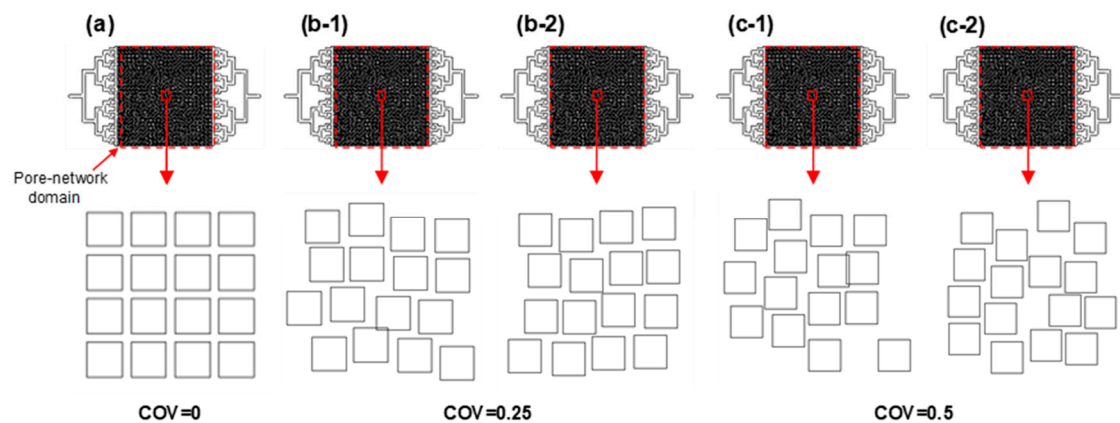 (a)
(b-1)
(b-2)
(c-1)
(c-2)
Pore-network
domain
COV=0
COV=0.25
COV=0.5